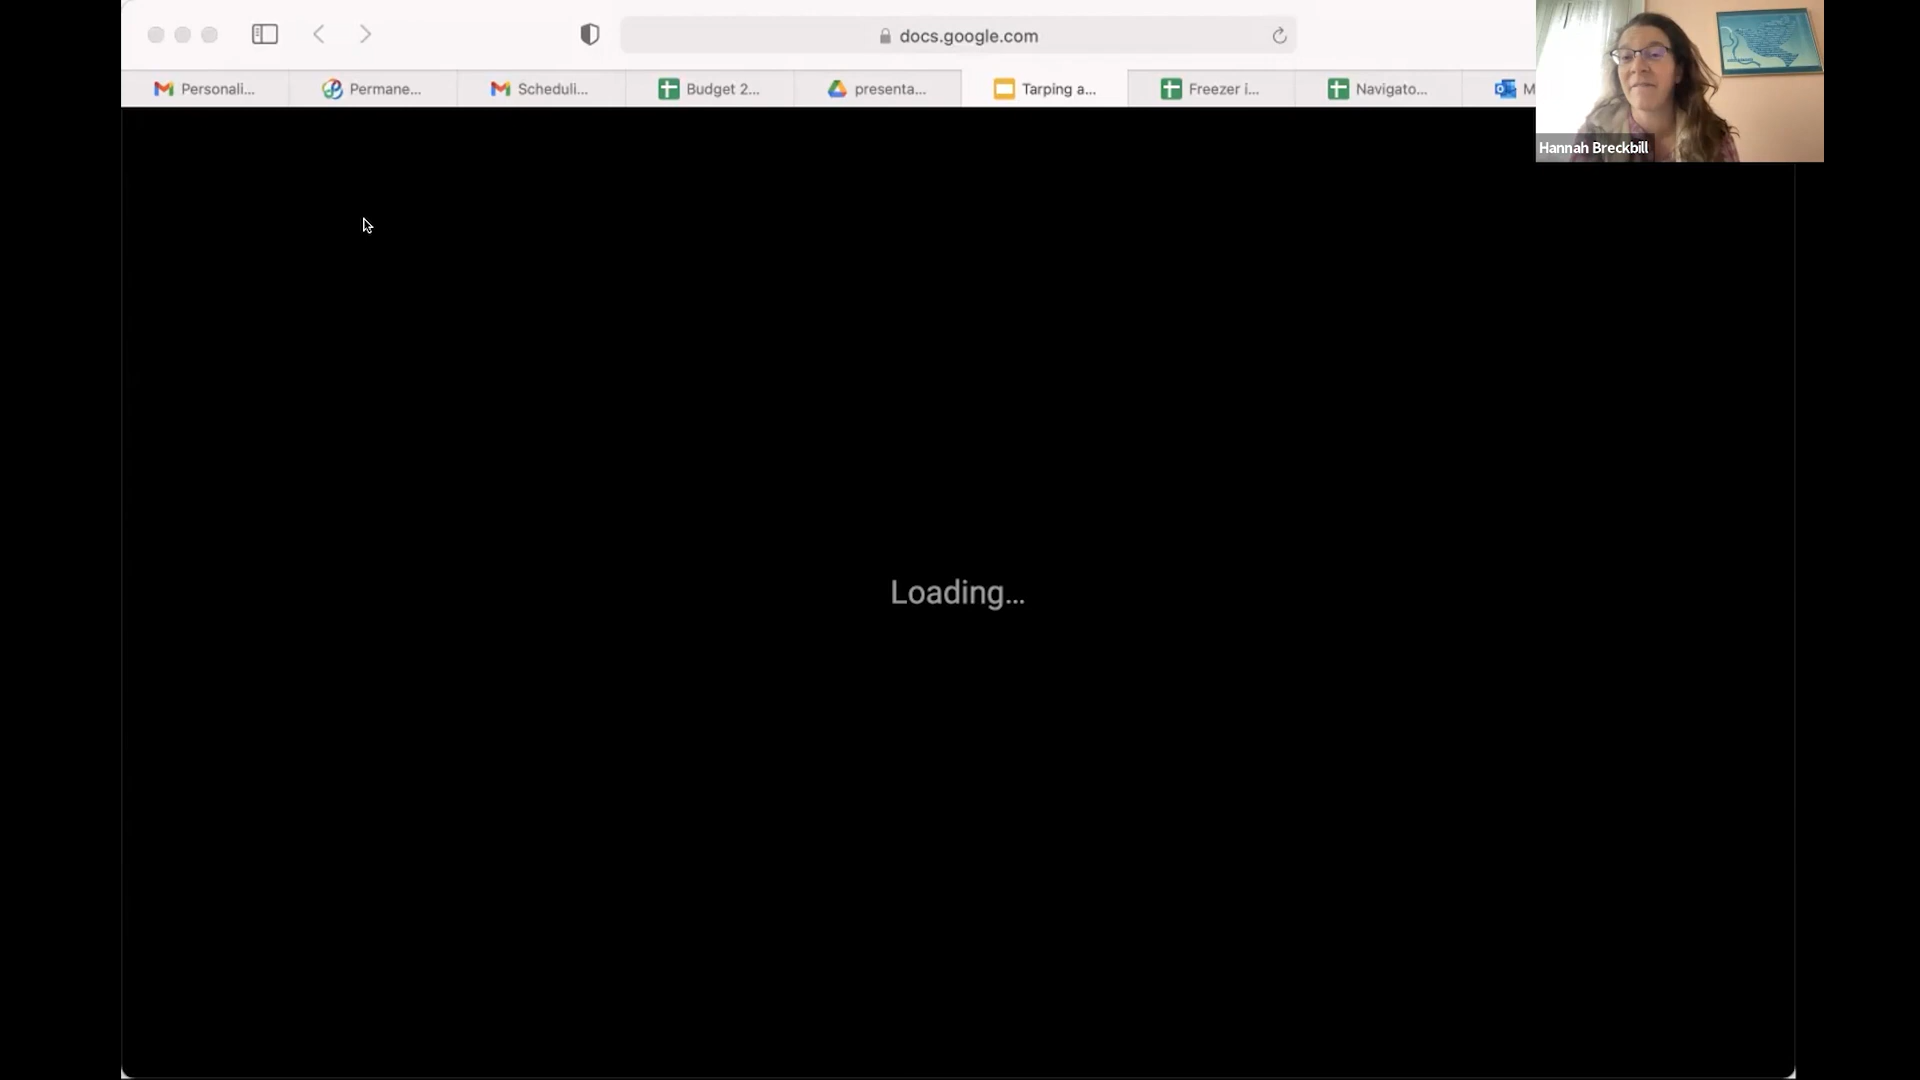 docs.google.com
Personali...
Permane...
Scheduli...
Budget 2...
presenta...
Tarping a...
Freezer i...
Navigato...
M
Hannah Breckbill
Loading...